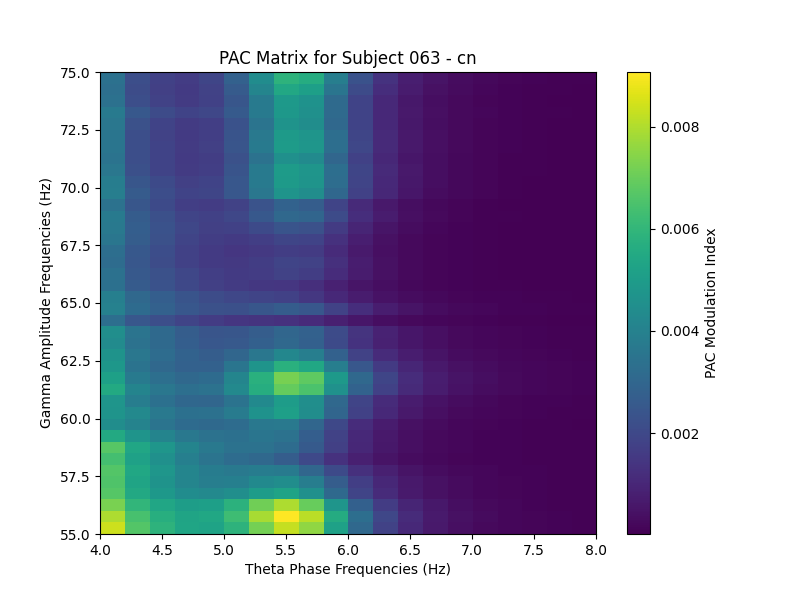 PAC Matrix for Subject 063 - cn
75.0
72.5
70.0
67.5
65.0
62.5
60.0
57.5
55.0
Gamma Amplitude Frequencies (Hz)
4.0 4.5 5.0 5.5 6.0 6.5 7.0 7.5 8.0
Theta Phase Frequencies (Hz)
0.008
0.006
0.004
0.002
PAC Modulation Index